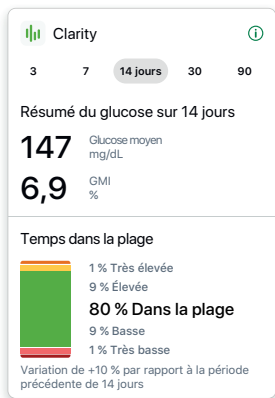 Clarity
3 7 14 jours 30 90
Résumé du glucose sur 14 jours
147 Glucose moyen
mg/dL
6,9 GMI
%
Temps dans la plage
1 % Très élevée
9 % Élevée
80 % Dans la plage
9 % Basse
1 % Très basse
Variation de +10 % par rapport à la période
précédente de 14 jours